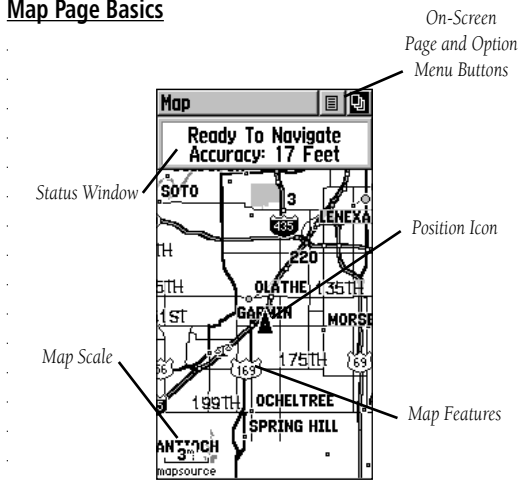 Map Page Basics
On-Screen
Page and Option
Menu Buttons
Map
Ready To Navigate
Accuracy: 17 Feet
Status Window
SOTO
3
LENEXA
435
Position Icon
TH
220
5TH
OLATHE
135TH
1ST
GARMIN
MORSE
Map Scale
56
169
175TH
69
199TH
OCHELTREE
Map Features
SPRING HILL
ANTIOCH
3m
mapsource